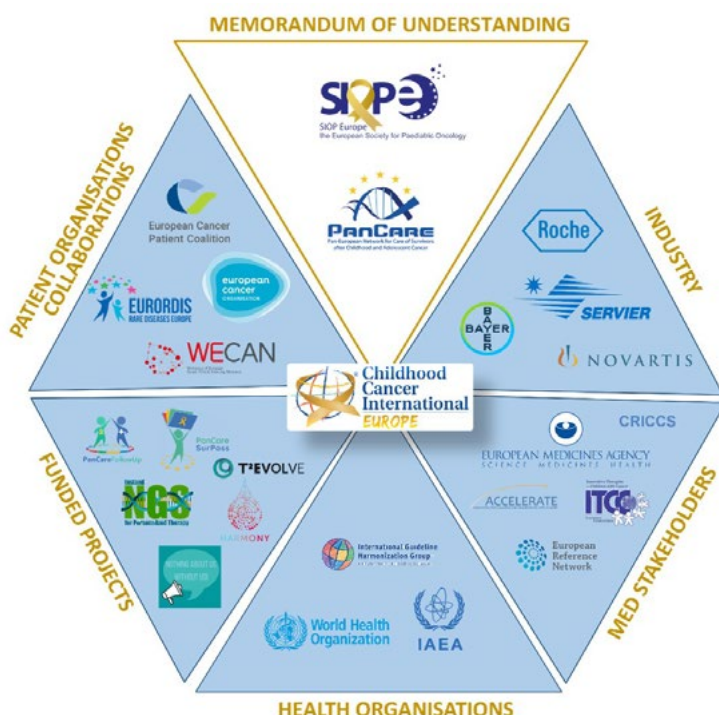 MEMORANDUM OF UNDERSTANDING
SIOPe
SIOP Europe
the European Society for Paediatric Oncology
PANCARE
Pan-European Network for Care of Survivors
after Childhood and Adolescent Cancer
PATIENT ORGANISATIONS
COLLABORATIONS
European Cancer
Patient Coalition
european
cancer
ORGANISATION
EURORDIS
RARE DISEASES EUROPE
WECAN
INDUSTRY
Roche
SERVIER
BAYER
BAYER
NOVARTIS
Childhood
Cancer
International
EUROPE
FUNDED PROJECTS
PanCareFollowUp
PanCare
SurPass
T²EVOLVE
NGS
for Personalized Therapy
HARMONY
NOTHING ABOUT US
WITHOUT US!
MED STAKEHOLDERS
CRICCS
EUROPEAN MEDICINES AGENCY
SCIENCE MEDICINES HEALTH
ACCELERATE
ITCC
European
Reference
Network
International Guideline
Harmonization Group
World Health
Organization
IAEA
HEALTH ORGANISATIONS